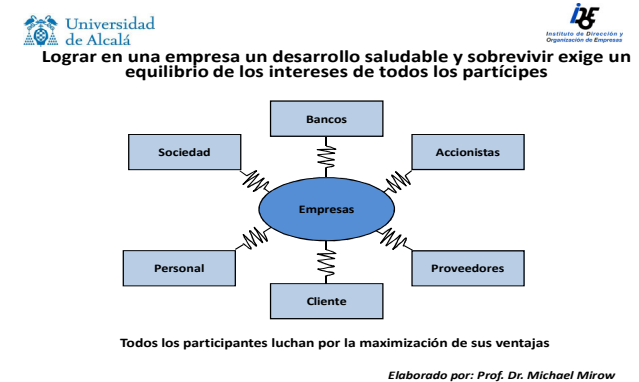 Universidad
de Alcalá
IDOE
Instituto de Dirección y
Organización de Empresas
Lograr en una empresa un desarrollo saludable y sobrevivir exige un
equilibrio de los intereses de todos los partícipes
Bancos
Sociedad
Accionistas
Empresas
Personal
Proveedores
Cliente
Todos los participantes luchan por la maximización de sus ventajas
Elaborado por: Prof. Dr. Michael Mirow